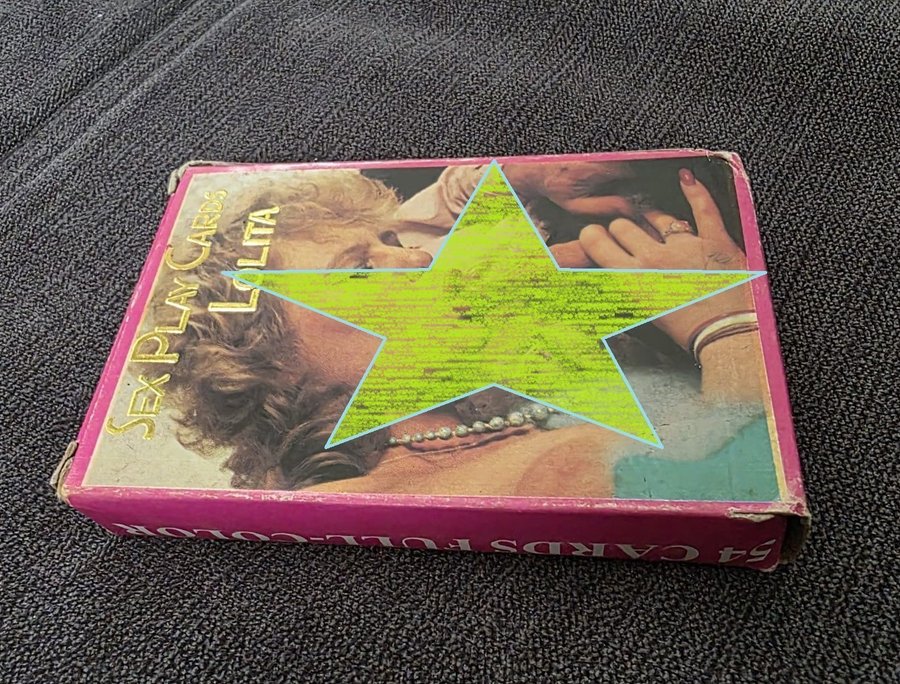 SEX PLAY CARDS
LOLITA
54 CARDS FULL-COLOR